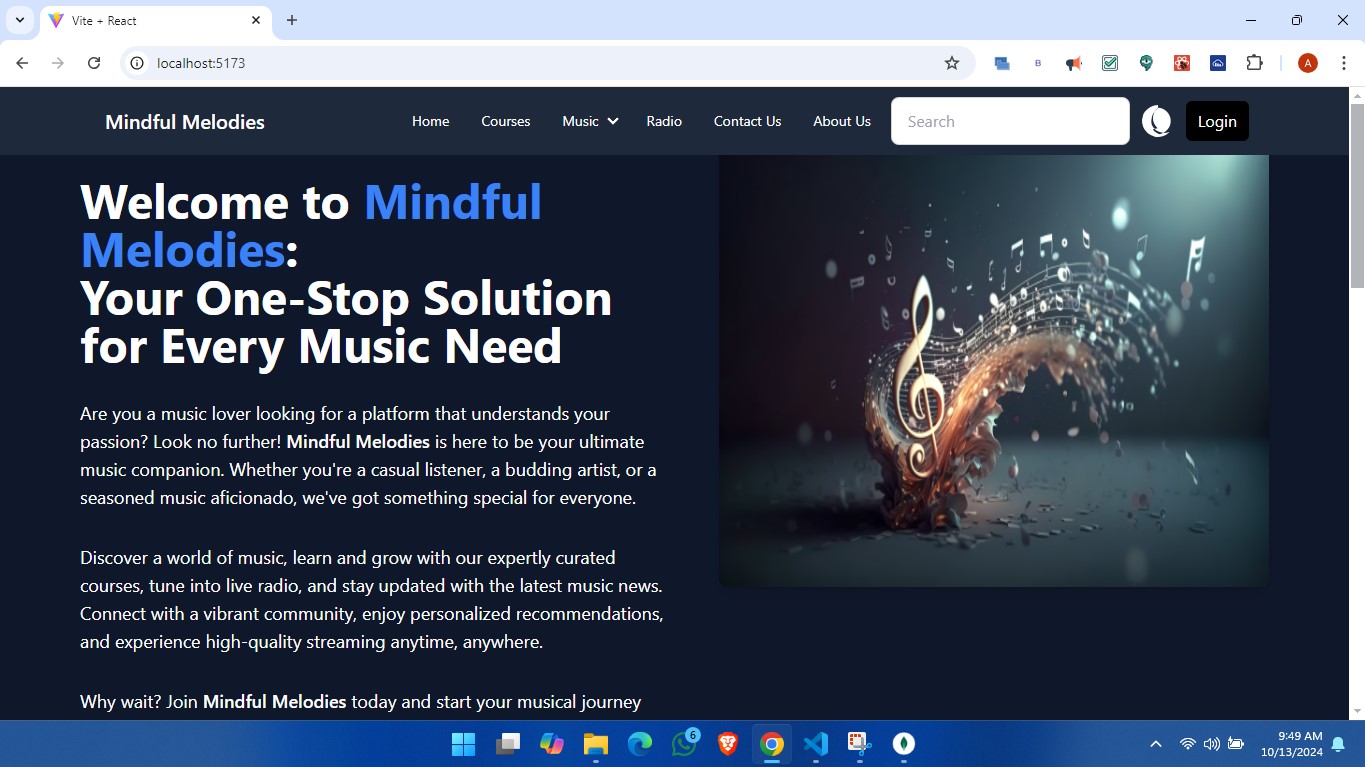 Vite + React
localhost:5173
B
A
Mindful Melodies
Home Courses Music Radio Contact Us About Us Search Login
Welcome to Mindful
Melodies:
Your One-Stop Solution
for Every Music Need
Are you a music lover looking for a platform that understands your
passion? Look no further! Mindful Melodies is here to be your ultimate
music companion. Whether you're a casual listener, a budding artist, or a
seasoned music aficionado, we've got something special for everyone.
Discover a world of music, learn and grow with our expertly curated
courses, tune into live radio, and stay updated with the latest music news.
Connect with a vibrant community, enjoy personalized recommendations,
and experience high-quality streaming anytime, anywhere.
Why wait? Join Mindful Melodies today and start your musical journey
6
9:49 AM
10/13/2024